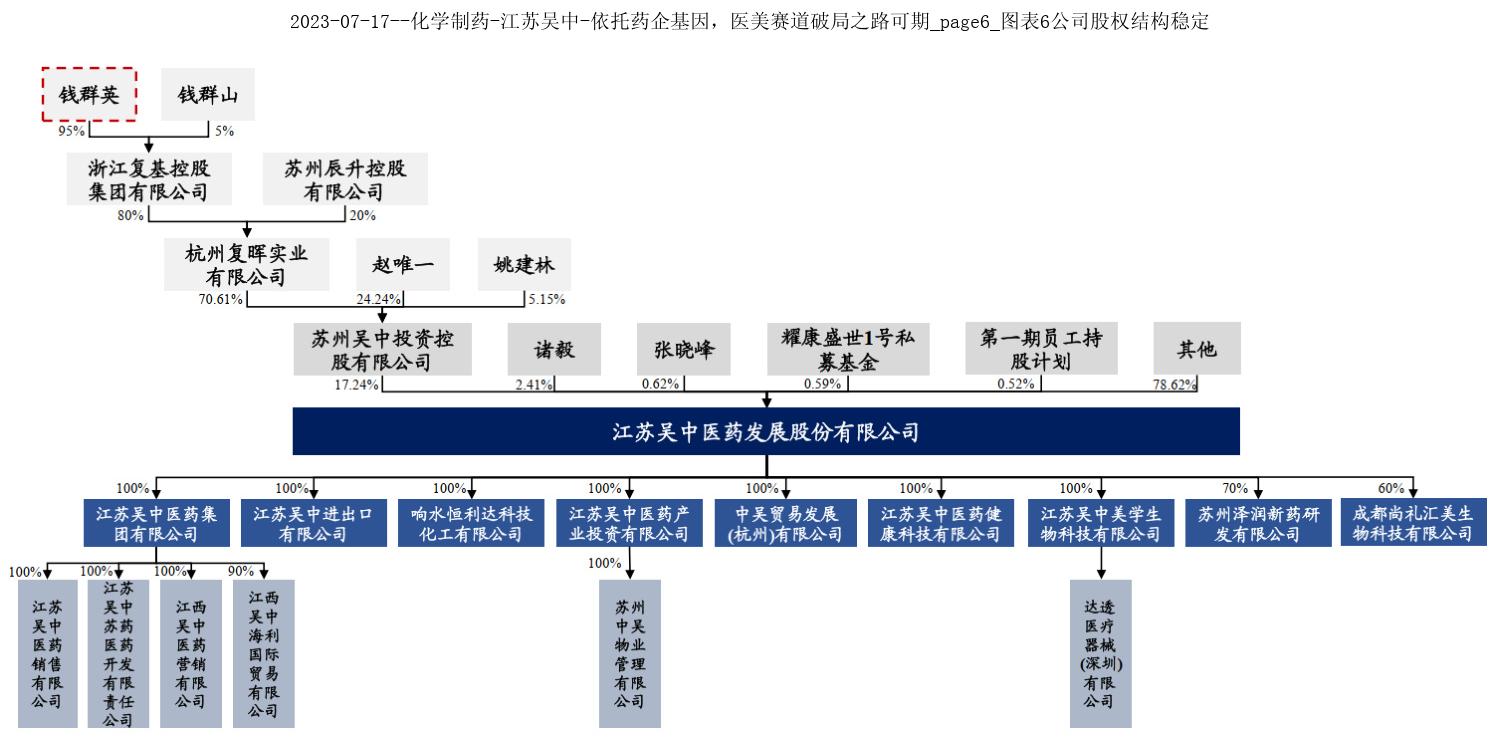 2023-07-17--化学制药-江苏吴中-依托药企基因，医美赛道破局之路可期_page6_图表6公司股权结构稳定
钱群英
钱群山
95%
5%
浙江复基控股
集团有限公司
苏州辰升控股
有限公司
80%
20%
杭州复晖实业
有限公司
赵唯一
姚建林
70.61%
24.24%
5.15%
苏州吴中投资控
股有限公司
诸毅
张晓峰
耀康盛世1号私
募基金
第一期员工持
股计划
其他
17.24%
2.41%
0.62%
0.59%
0.52%
78.62%
江苏吴中医药发展股份有限公司
100%
100%
100%
100%
100%
100%
100%
70%
60%
江苏吴中医药集
团有限公司
江苏吴中进出口
有限公司
响水恒利达科技
化工有限公司
江苏吴中医药产
业投资有限公司
中吴贸易发展
(杭州)有限公司
江苏吴中医药健
康科技有限公司
江苏吴中美学生
物科技有限公司
苏州泽润新药研
发有限公司
成都尚礼汇美生
物科技有限公司
100%
100%
100%
90%
100%
江苏
吴中
医药
销售
有限
公司
江苏
吴中
苏药
医药
开发
有限
责任
公司
江西
吴中
医药
营销
有限
公司
江西
吴中
海利
国际
贸易
有限
公司
苏州
中吴
物业
管理
有限
公司
达透
医疗
器械
(深圳)
有限
公司